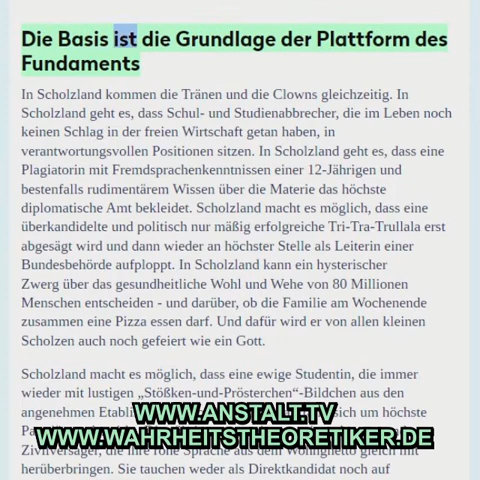 Die Basis ist die Grundlage der Plattform des
Fundaments
In Scholzland kommen die Tränen und die Clowns gleichzeitig. In
Scholzland geht es, dass Schul- und Studienabbrecher, die im Leben noch
keinen Schlag in der freien Wirtschaft getan haben, in
verantwortungsvollen Positionen sitzen. In Scholzland geht es, dass eine
Plagiatorin mit Fremdsprachenkenntnissen einer 12-Jährigen und
bestenfalls rudimentärem Wissen über die Materie das höchste
diplomatische Amt bekleidet. Scholzland macht es möglich, dass eine
überkandidelte und politisch nur mäßig erfolgreiche Tri-Tra-Trullala erst
abgesägt wird und dann wieder an höchster Stelle als Leiterin einer
Bundesbehörde aufploppt. In Scholzland kann ein hysterischer
Zwerg über das gesundheitliche Wohl und Wehe von 80 Millionen
Menschen entscheiden - und darüber, ob die Familie am Wochenende
zusammen eine Pizza essen darf. Und dafür wird er von allen kleinen
Scholzen auch noch gefeiert wie ein Gott.
Scholzland macht es möglich, dass eine ewige Studentin, die immer
wieder mit lustigen „Stößken-und-Prösterchen“-Bildchen aus den
angenehmen sich um höchste
WWW.ANSTALT.TV
WWW.WAHRHEITSTHEORETIKER.DE
Zivilversager, die ihre rohe Sprache aus dem Wohnghetto gleich mit
herüberbringen. Sie tauchen weder als Direktkandidat noch auf